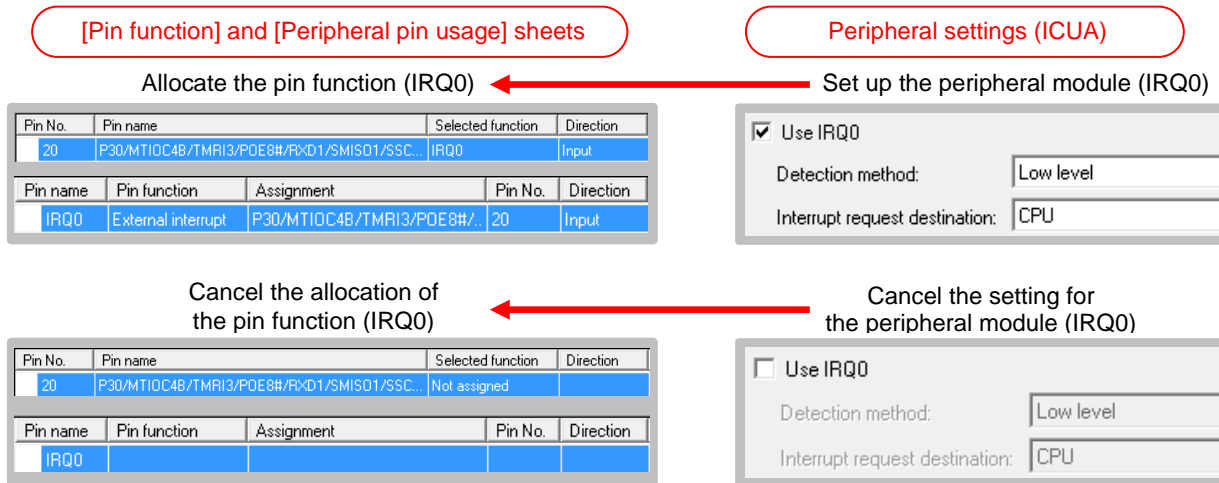 [Pin function] and [Peripheral pin usage] sheets
Peripheral settings (ICUA)
Allocate the pin function (IRQ0)
Set up the peripheral module (IRQ0)
Pin No. Pin name Selected function Direction
20 P30/MTIOC4B/TMRI3/POE8#/RXD1/SMISO1/SSC... IRQ0 Input
Pin name Pin function Assignment Pin No. Direction
IRQ0 External interrupt P30/MTIOC4B/TMRI3/POE8#/.. 20 Input
Use IRQ0
Detection method: Low level
Interrupt request destination: CPU
Cancel the allocation of
the pin function (IRQ0)
Cancel the setting for
the peripheral module (IRQ0)
Pin No. Pin name Selected function Direction
20 P30/MTIOC4B/TMRI3/POE8#/RXD1/SMISO1/SSC... Not assigned
Pin name Pin function Assignment Pin No. Direction
IRQ0
Use IRQ0
Detection method: Low level
Interrupt request destination: CPU